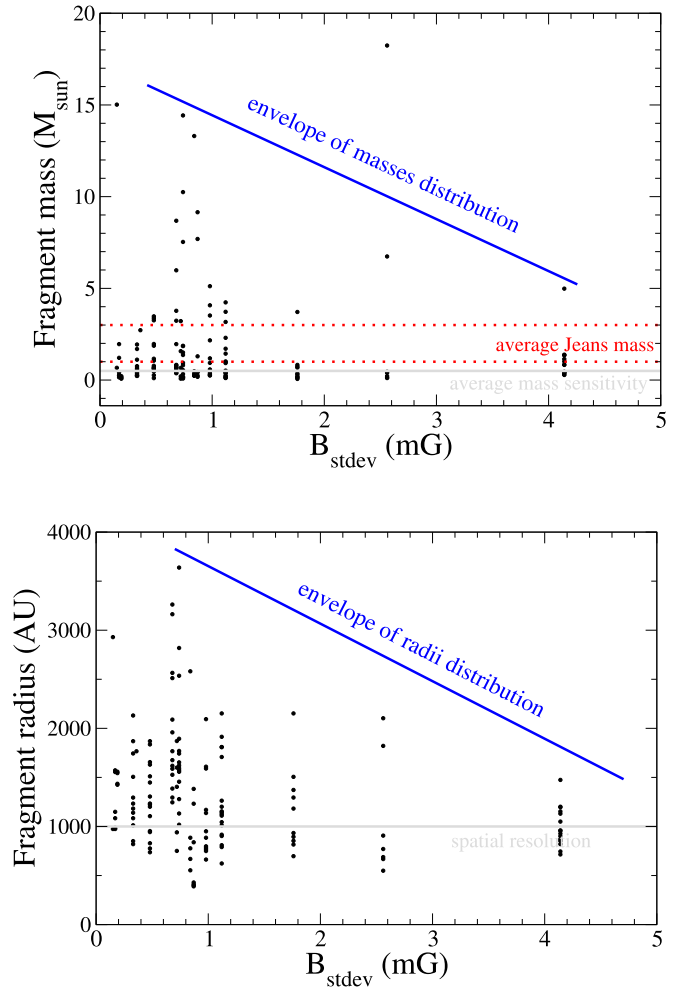 20
15
10
5
0
Fragment mass (M_sun)
envelope of masses distribution
average Jeans mass
average mass sensitivity
0 1 2 3 4 5
B_stdev (mG)
4000
3000
2000
1000
0
Fragment radius (AU)
envelope of radii distribution
spatial resolution
0 1 2 3 4 5
B_stdev (mG)